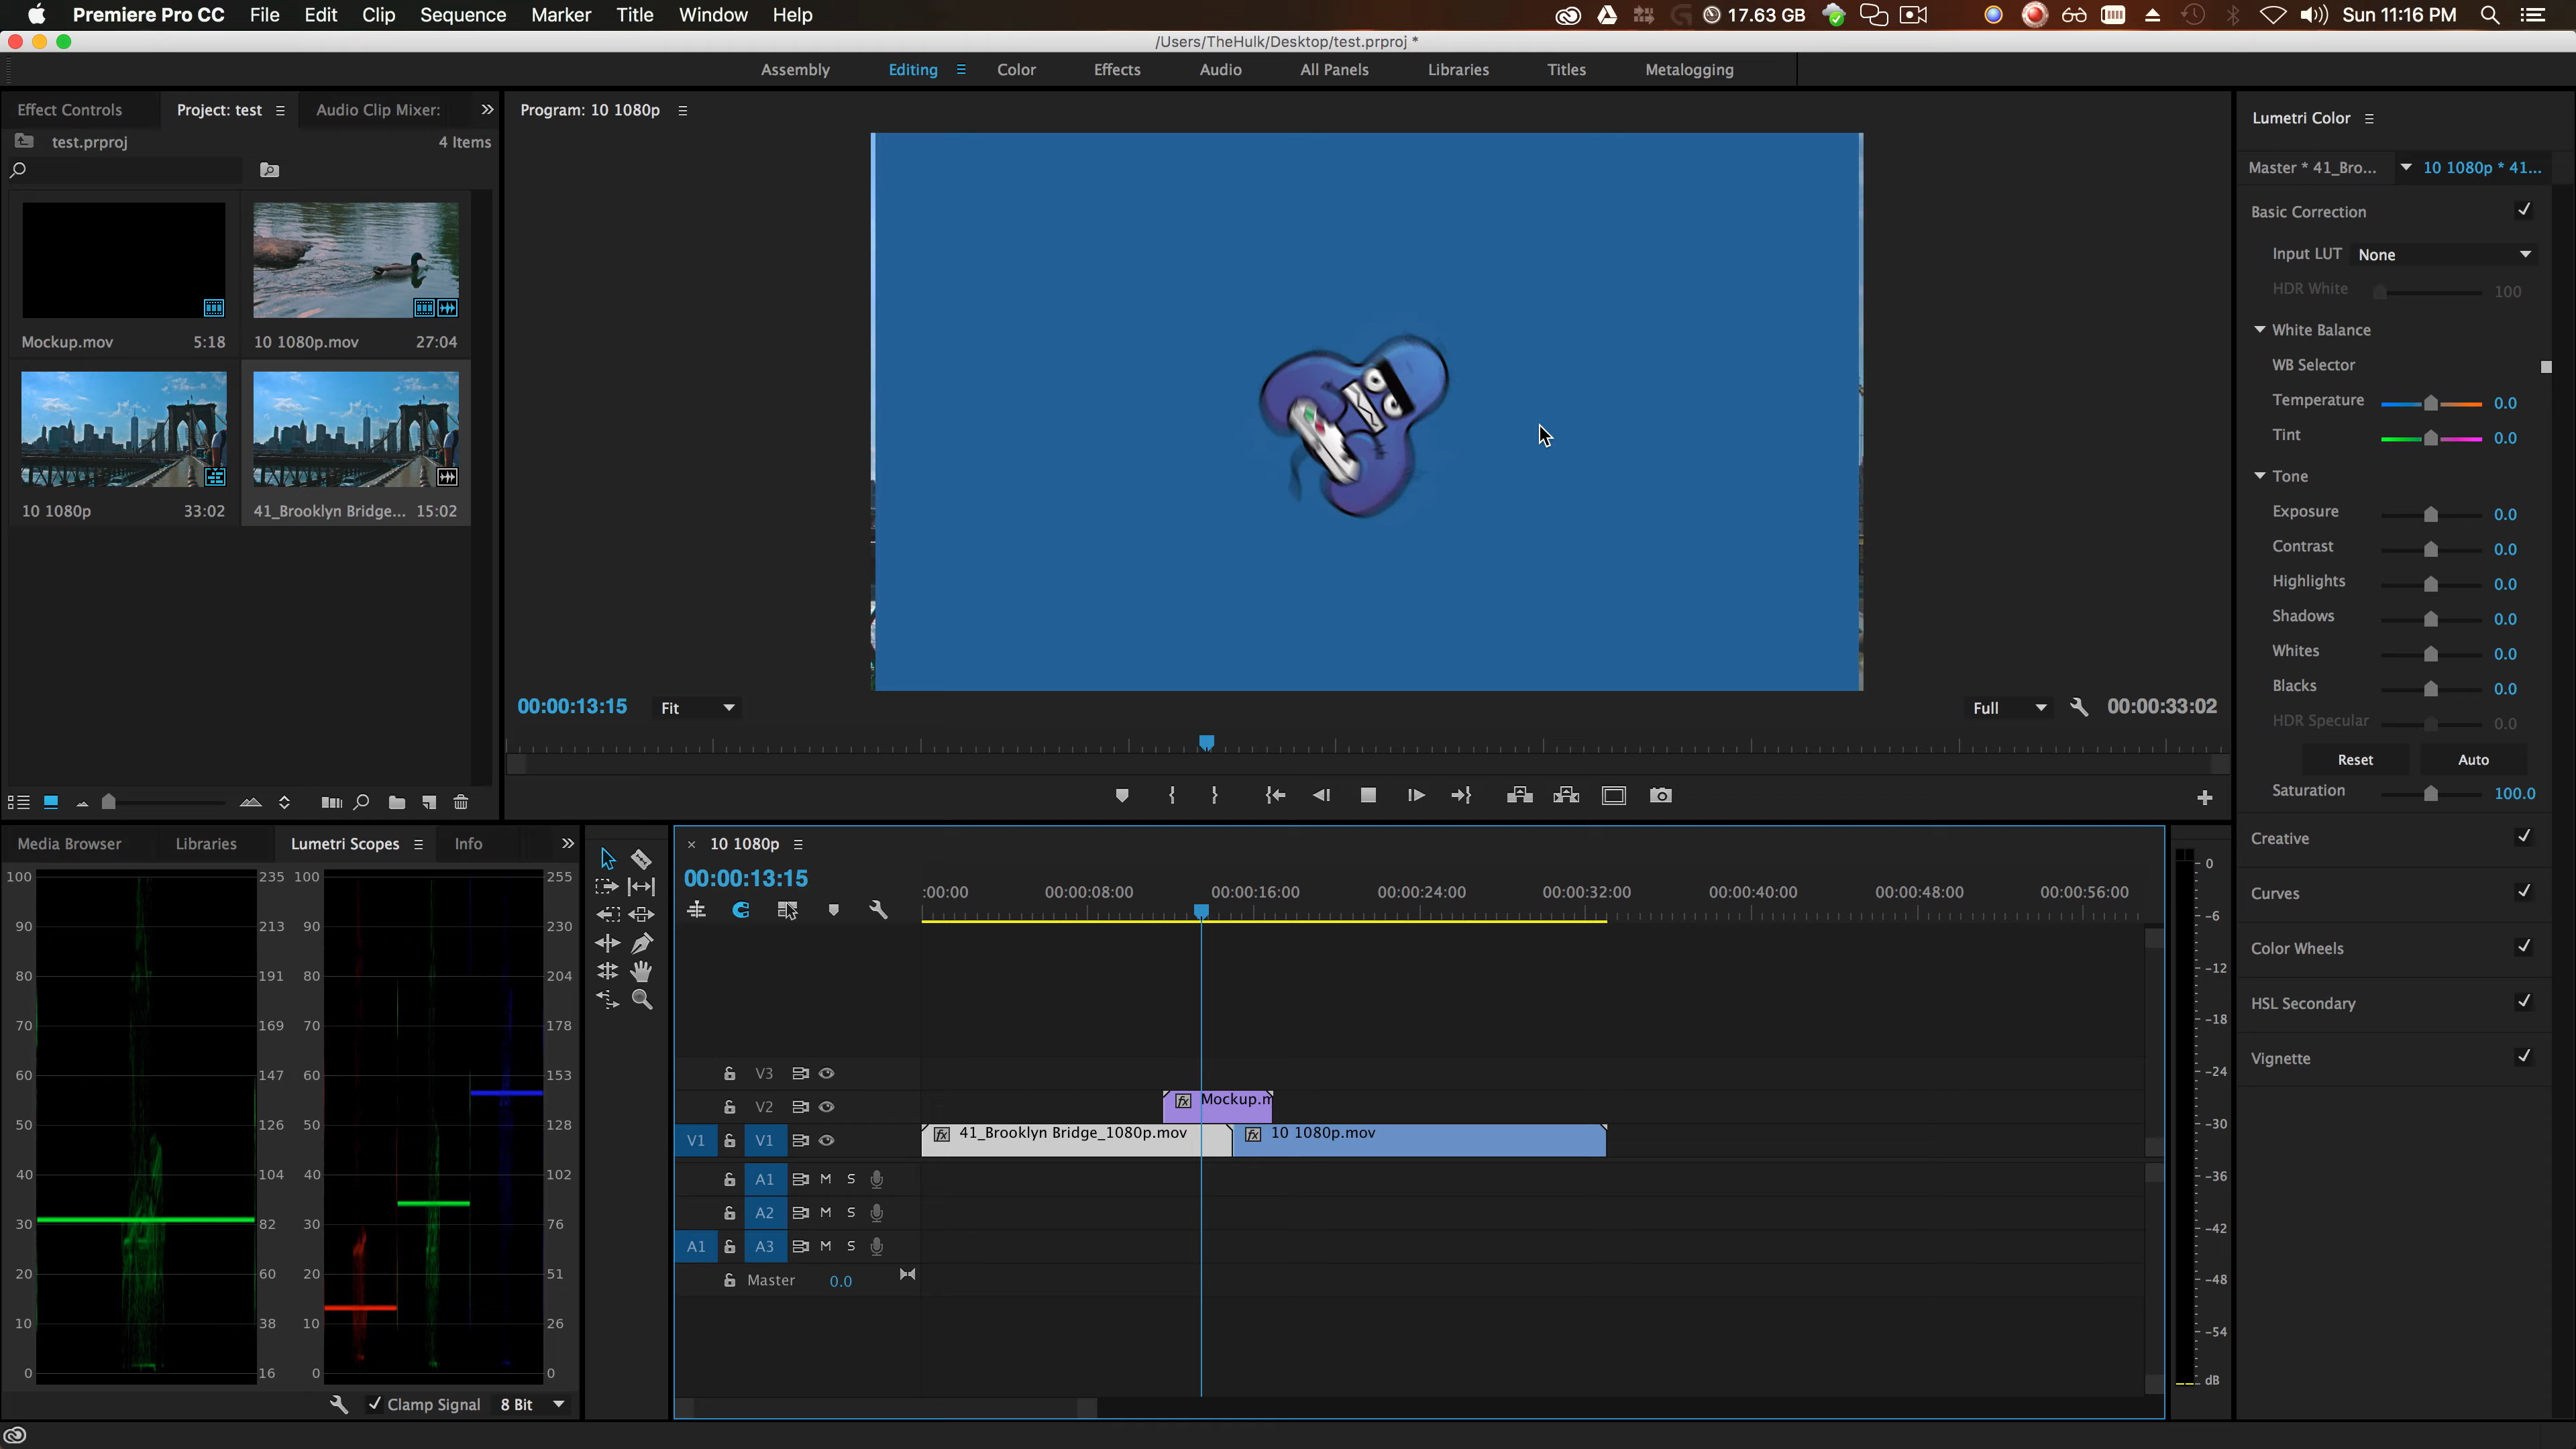 Premiere Pro CC File Edit Clip Sequence Marker Title Window Help 17.63 GB Sun 11:16 PM
/Users/TheHulk/Desktop/test.prproj *
Assembly Editing Color Effects Audio All Panels Libraries Titles Metalogging
Effect Controls Project: test Audio Clip Mixer:
test.prproj 4 Items
Mockup.mov 5:18
10 1080p.mov 27:04
10 1080p 33:02
41_Brooklyn Bridge... 15:02
Program: 10 1080p
00:00:13:15 Fit Full 00:00:33:02
Lumetri Color
Master * 41_Bro... 10 1080p * 41...
Basic Correction
Input LUT None
HDR White 100
White Balance
WB Selector
Temperature 0.0
Tint 0.0
Tone
Exposure 0.0
Contrast 0.0
Highlights 0.0
Shadows 0.0
Whites 0.0
Blacks 0.0
HDR Specular 0.0
Reset Auto
Saturation 100.0
Creative
Curves
Color Wheels
HSL Secondary
Vignette
Media Browser Libraries Lumetri Scopes Info
100 235 100 255
90 213 90 230
80 191 80 204
70 169 70 178
60 147 60 153
50 126 50 128
40 104 40 102
30 82 30 76
20 60 20 51
10 38 10 26
0 16 0 0
Clamp Signal 8 Bit
× 10 1080p
00:00:13:15
:00:00 00:00:08:00 00:00:16:00 00:00:24:00 00:00:32:00 00:00:40:00 00:00:48:00 00:00:56:00
V3
V2 fx Mockup.m
V1 V1 fx 41_Brooklyn Bridge_1080p.mov fx 10 1080p.mov
A1 M S
A2 M S
A1 A3 M S
Master 0.0
0
-6
-12
-18
-24
-30
-36
-42
-48
-54
dB